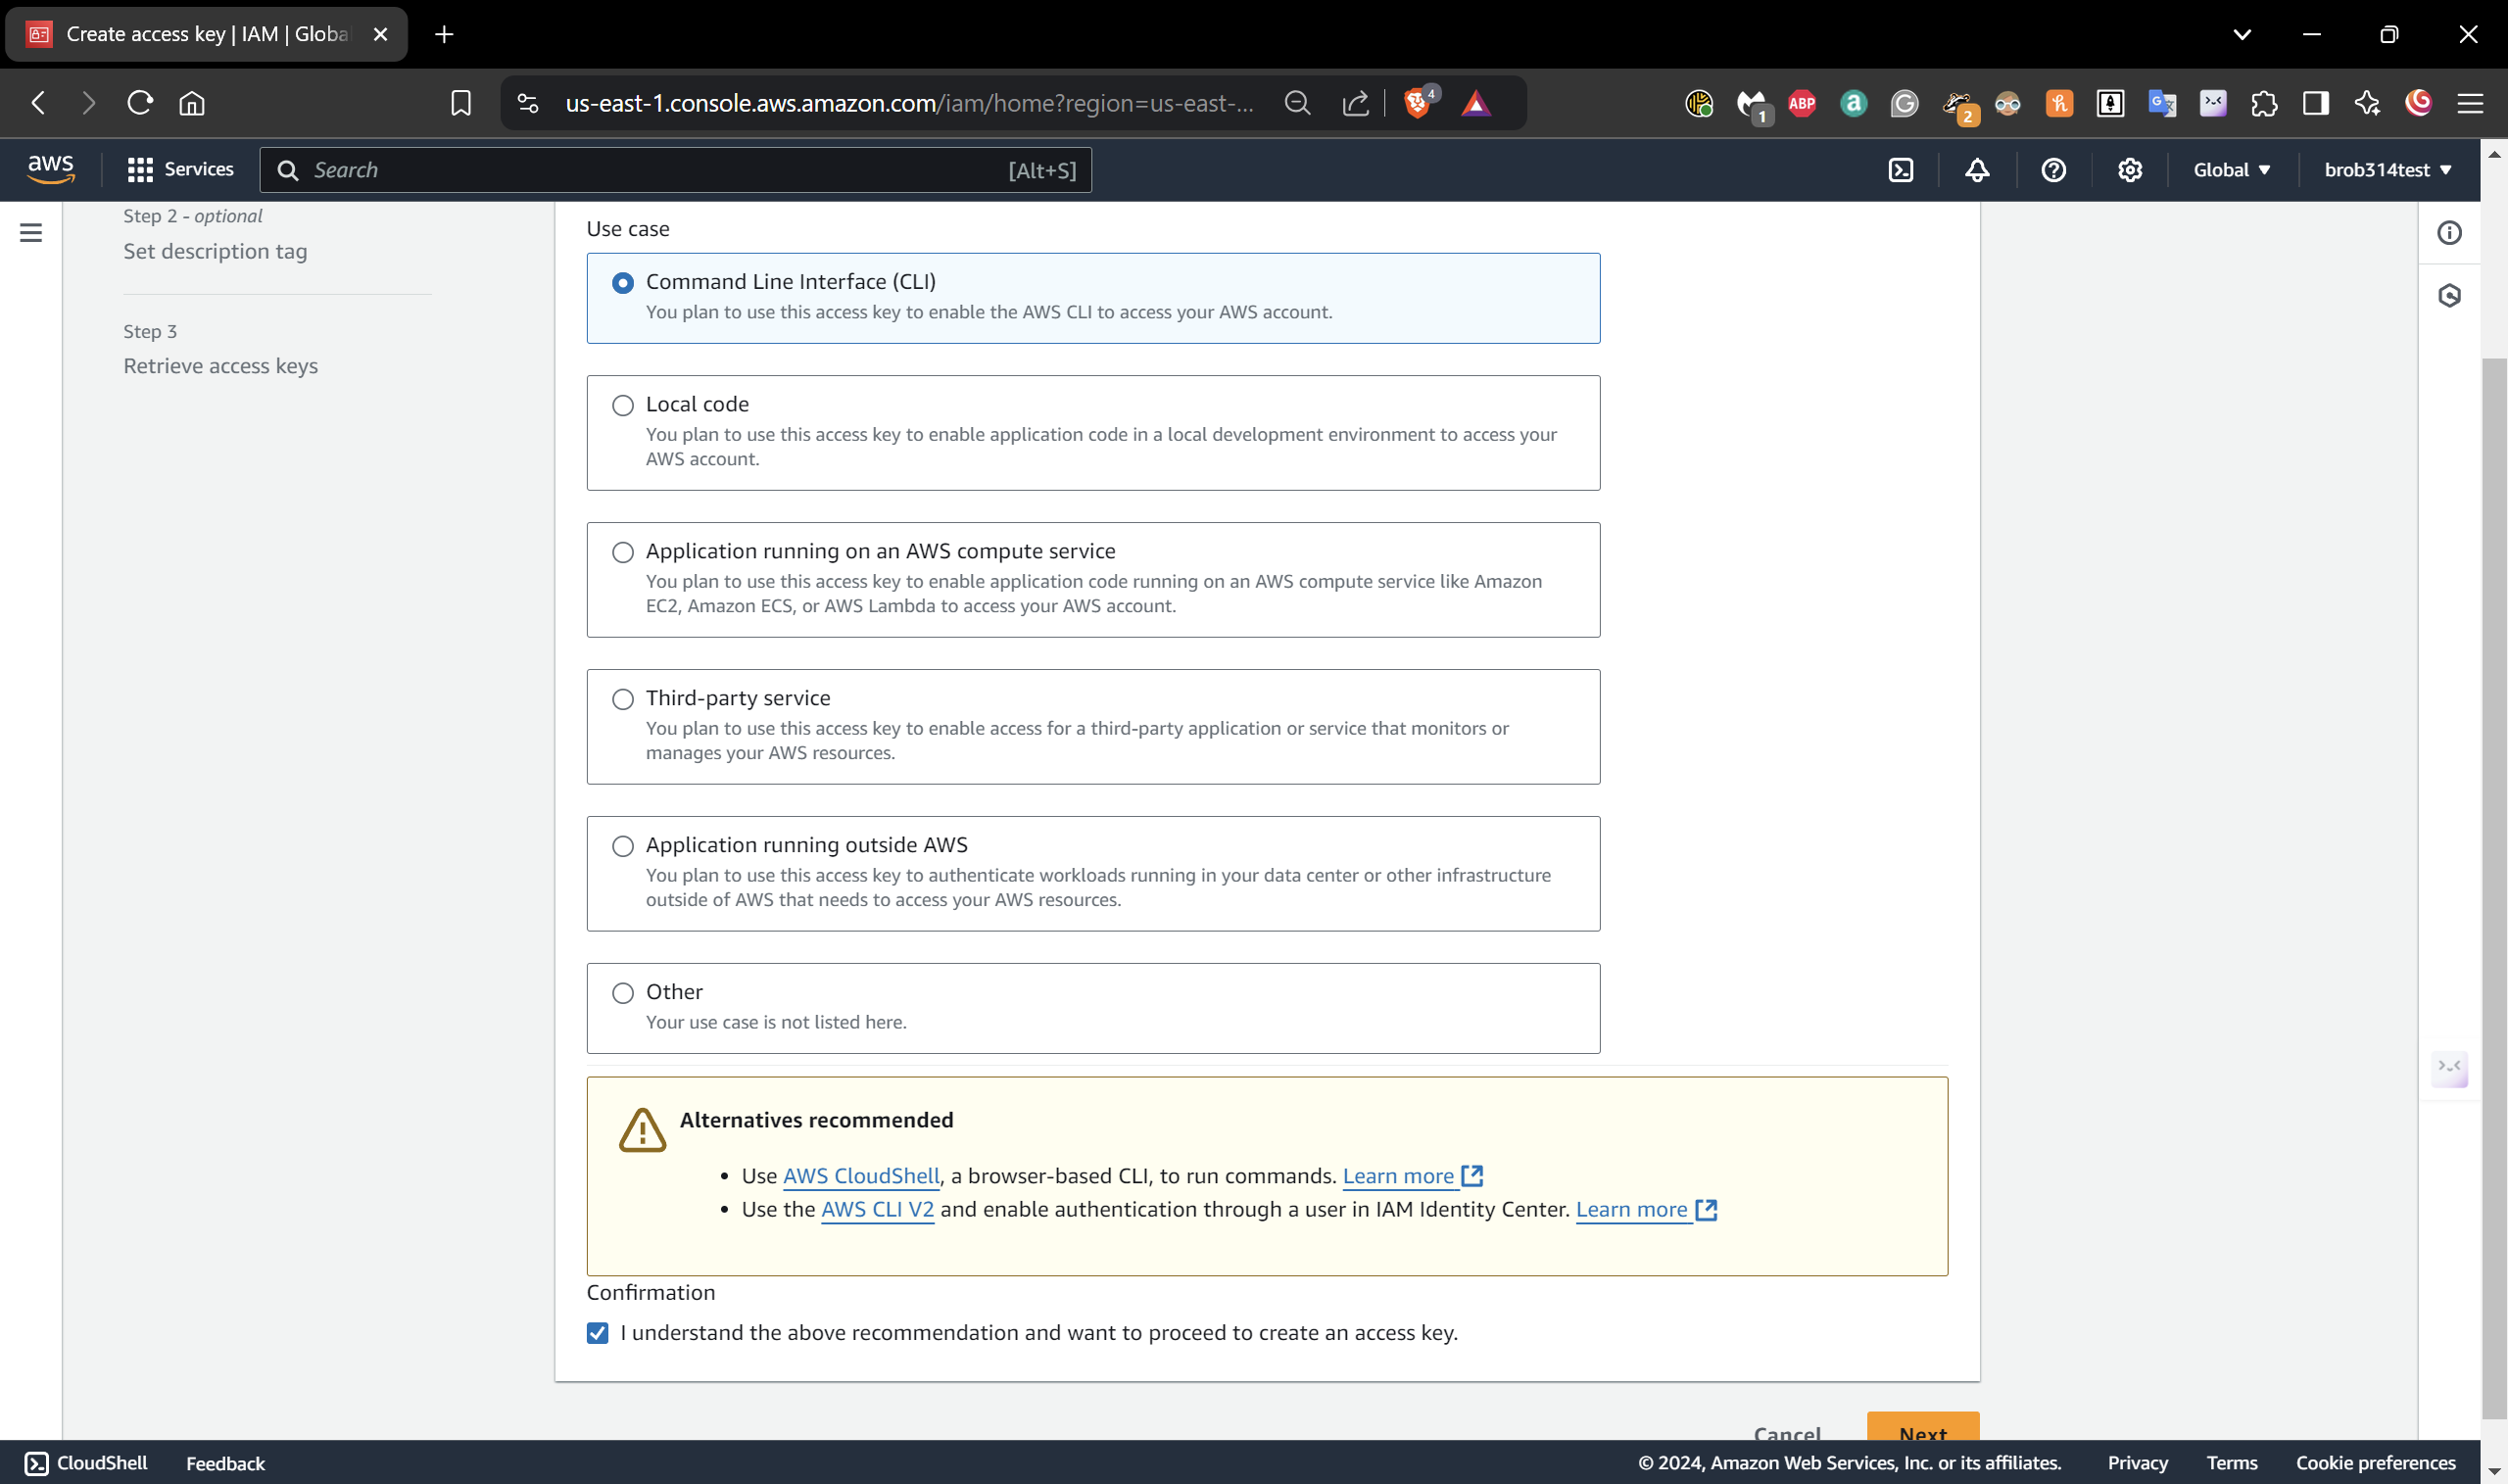 Create access key | IAM | Globa
us-east-1.console.aws.amazon.com/iam/home?region=us-east-...
4
1
ABP
a
2
aws
Services
Search
[Alt+S]
Global
brob314test
Step 2 - optional
Set description tag
Step 3
Retrieve access keys
Use case
Command Line Interface (CLI)
You plan to use this access key to enable the AWS CLI to access your AWS account.
Local code
You plan to use this access key to enable application code in a local development environment to access your
AWS account.
Application running on an AWS compute service
You plan to use this access key to enable application code running on an AWS compute service like Amazon
EC2, Amazon ECS, or AWS Lambda to access your AWS account.
Third-party service
You plan to use this access key to enable access for a third-party application or service that monitors or
manages your AWS resources.
Application running outside AWS
You plan to use this access key to authenticate workloads running in your data center or other infrastructure
outside of AWS that needs to access your AWS resources.
Other
Your use case is not listed here.
Alternatives recommended
• Use AWS CloudShell, a browser-based CLI, to run commands. Learn more
• Use the AWS CLI V2 and enable authentication through a user in IAM Identity Center. Learn more
Confirmation
I understand the above recommendation and want to proceed to create an access key.
Cancel
Next
CloudShell
Feedback
© 2024, Amazon Web Services, Inc. or its affiliates.
Privacy
Terms
Cookie preferences